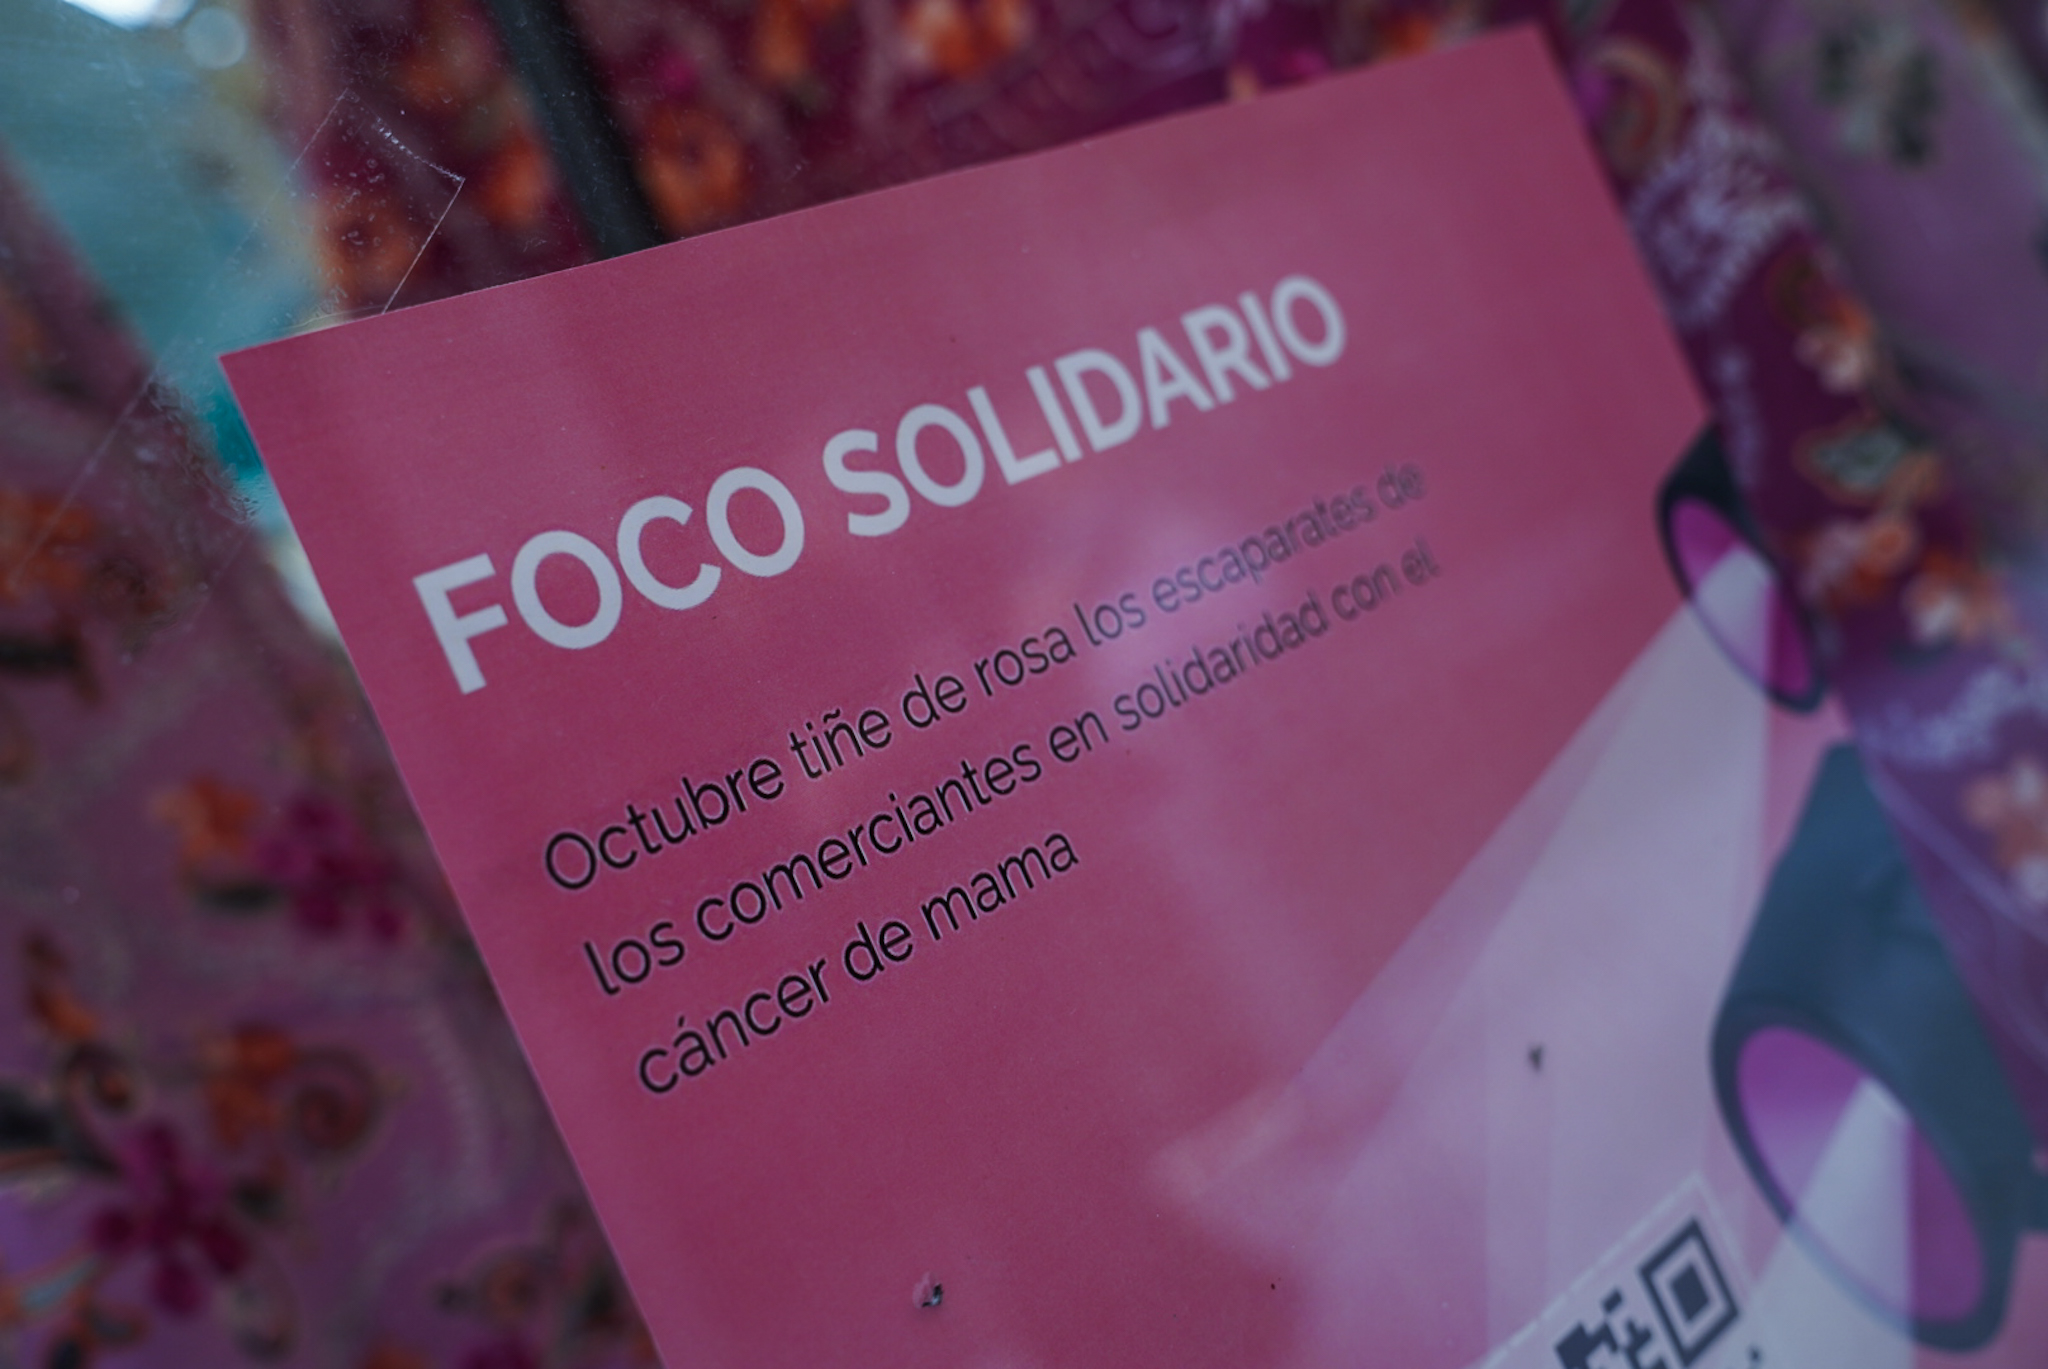 FOCO SOLIDARIO
Octubre tiñe de rosa los escaparates de
los comerciantes en solidaridad con el
cáncer de mama